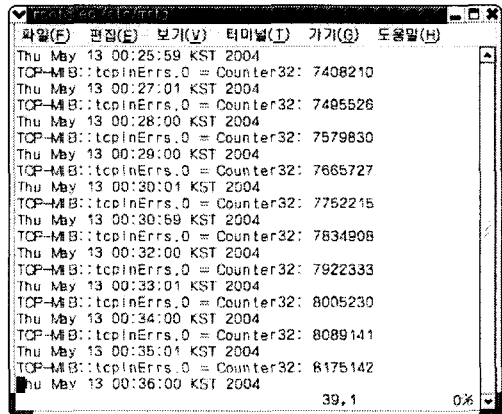 파일(F) 편집(E) 보기(V) 터미널(T) 가기(G) 도움말(H)
Thu May 13 00:25:59 KST 2004
TCP-MIB::tcpInErrs.0 = Counter32: 7408210
Thu May 13 00:27:01 KST 2004
TCP-MIB::tcpInErrs.0 = Counter32: 7495526
Thu May 13 00:28:00 KST 2004
TCP-MIB::tcpInErrs.0 = Counter32: 7579830
Thu May 13 00:29:00 KST 2004
TCP-MIB::tcpInErrs.0 = Counter32: 7665727
Thu May 13 00:30:01 KST 2004
TCP-MIB::tcpInErrs.0 = Counter32: 7752215
Thu May 13 00:30:59 KST 2004
TCP-MIB::tcpInErrs.0 = Counter32: 7834908
Thu May 13 00:32:00 KST 2004
TCP-MIB::tcpInErrs.0 = Counter32: 7922333
Thu May 13 00:33:01 KST 2004
TCP-MIB::tcpInErrs.0 = Counter32: 8005230
Thu May 13 00:34:00 KST 2004
TCP-MIB::tcpInErrs.0 = Counter32: 8089141
Thu May 13 00:35:01 KST 2004
TCP-MIB::tcpInErrs.0 = Counter32: 8175142
Thu May 13 00:36:00 KST 2004
39,1 0%